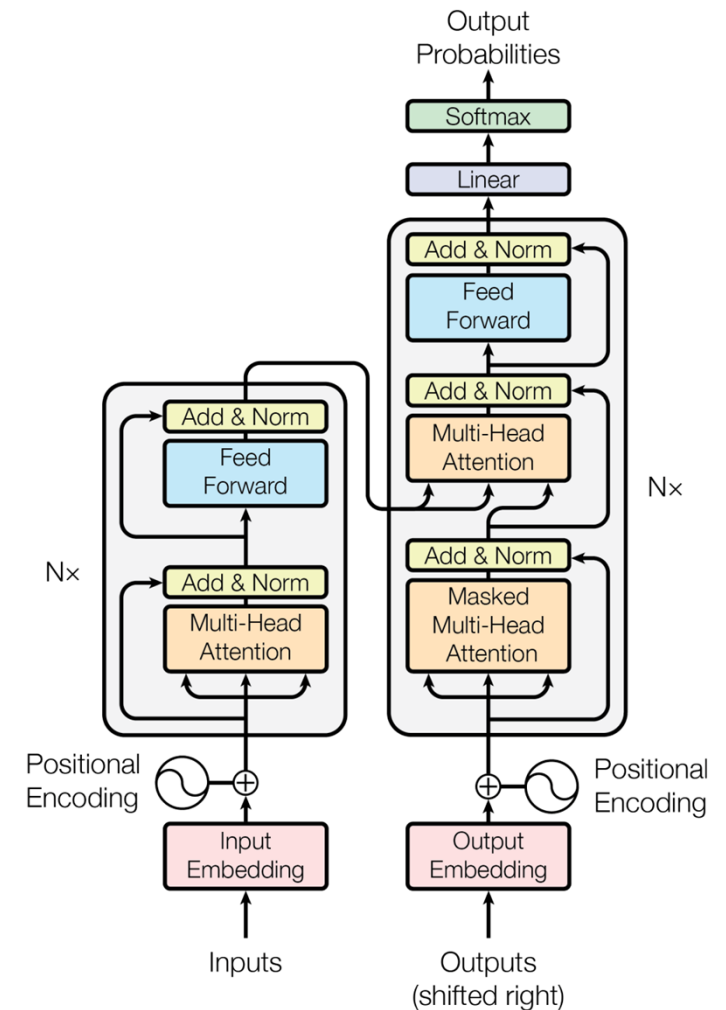 Output
Probabilities
Softmax
Linear
Add & Norm
Feed
Forward
Add & Norm
Multi-Head
Attention
N×
Add & Norm
Masked
Multi-Head
Attention
Add & Norm
Feed
Forward
N×
Add & Norm
Multi-Head
Attention
Positional
Encoding
Positional
Encoding
Input
Embedding
Output
Embedding
Inputs
Outputs
(shifted right)